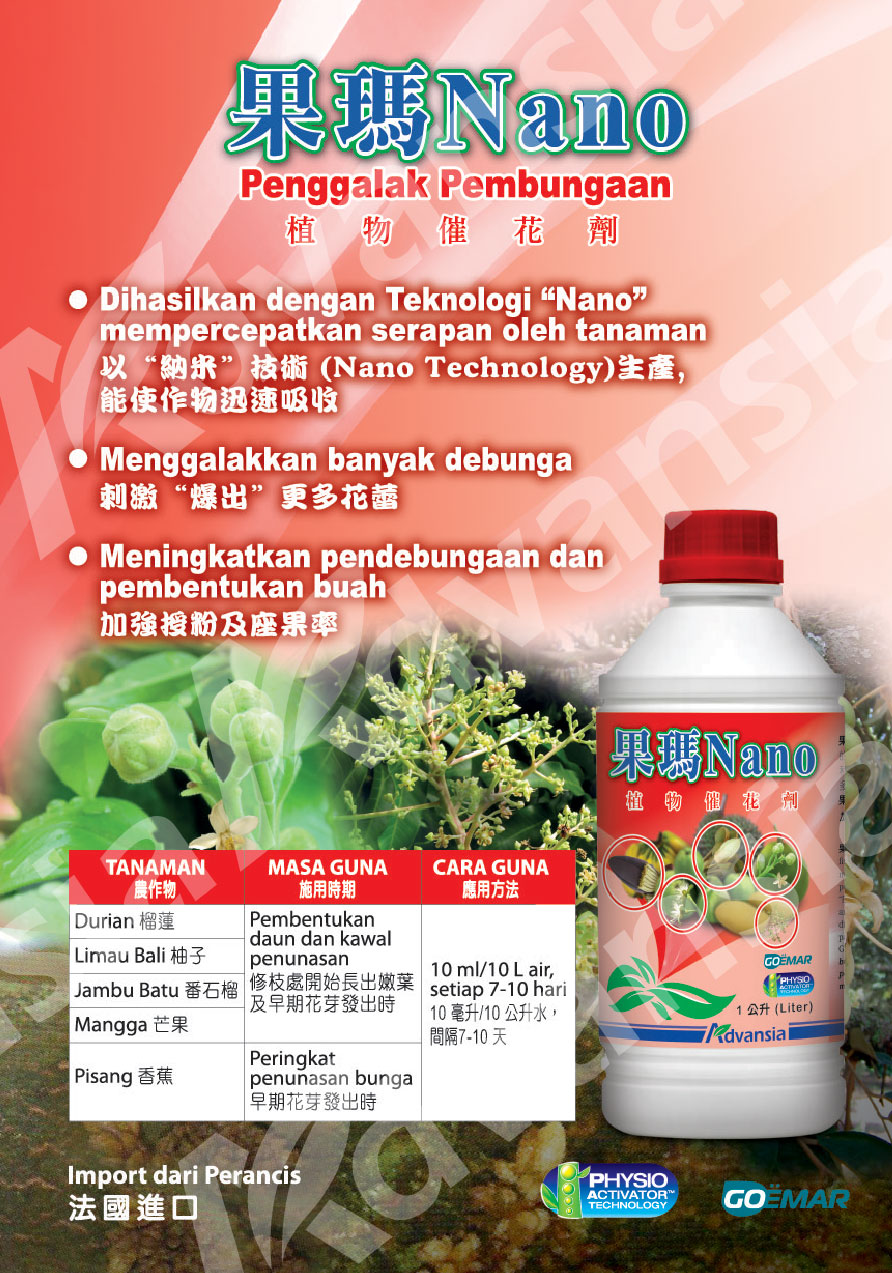 果瑪Nano
Penggalak Pembungaan
植物催花劑
● Dihasilkan dengan Teknologi “Nano”
mempercepatkan serapan oleh tanaman
以“納米”技術 (Nano Technology)生產,
能使作物迅速吸收
● Menggalakkan banyak debunga
刺激“爆出”更多花蕾
● Meningkatkan pendebungaan dan
pembentukan buah
加強授粉及座果率
TANAMAN
農作物
MASA GUNA
施用時期
CARA GUNA
應用方法
Durian 榴蓮
Limau Bali 柚子
Jambu Batu 番石榴
Mangga 芒果
Pembentukan
daun dan kawal
penunasan
修枝處開始長出嫩葉
及早期花芽發出時
10 ml/10 L air,
setiap 7-10 hari
10 毫升/10 公升水，
間隔7-10 天
Pisang 香蕉
Peringkat
penunasan bunga
早期花芽發出時
果瑪Nano
植物催花劑
GOËMAR
PHYSIO
ACTIVATOR
TECHNOLOGY
1 公升 (Liter)
Advansia
Import dari Perancis
法國進口
PHYSIO
ACTIVATOR™
TECHNOLOGY
GOËMAR
Advansia
Advansia
Advansia